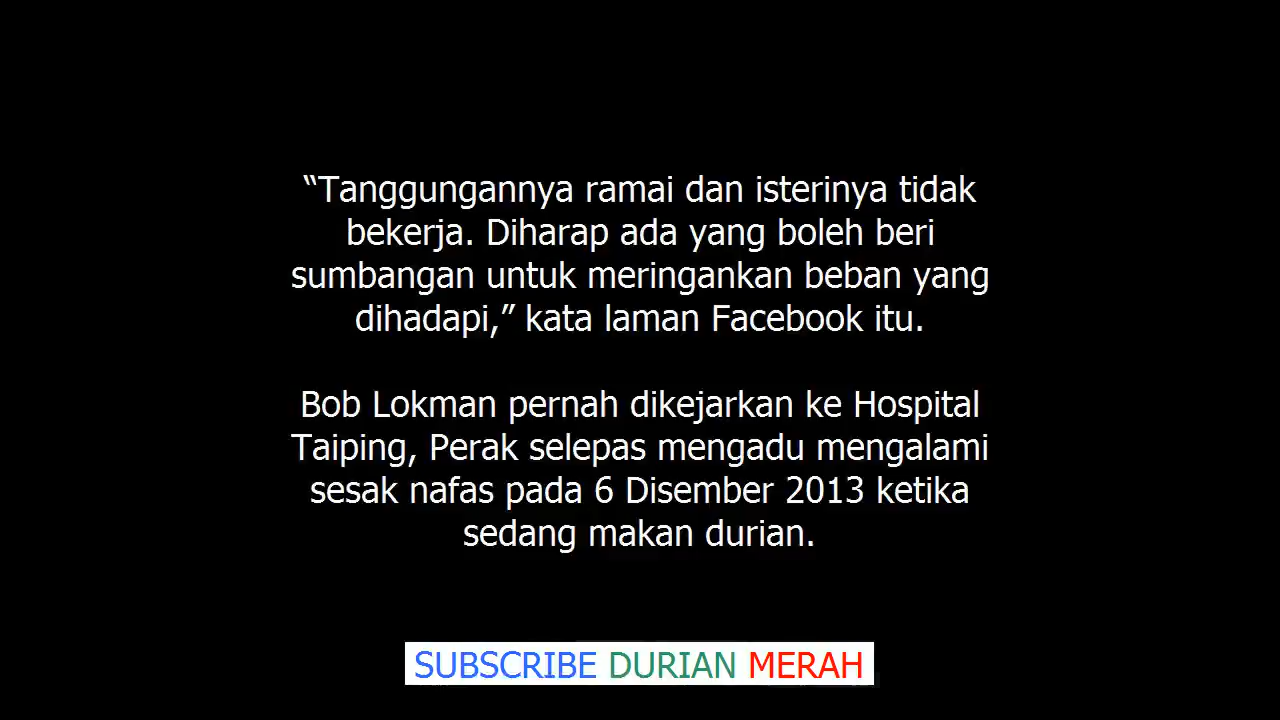 “Tanggungannya ramai dan isterinya tidak
bekerja. Diharap ada yang boleh beri
sumbangan untuk meringankan beban yang
dihadapi,” kata laman Facebook itu.
Bob Lokman pernah dikejarkan ke Hospital
Taiping, Perak selepas mengadu mengalami
sesak nafas pada 6 Disember 2013 ketika
sedang makan durian.
SUBSCRIBE DURIAN MERAH